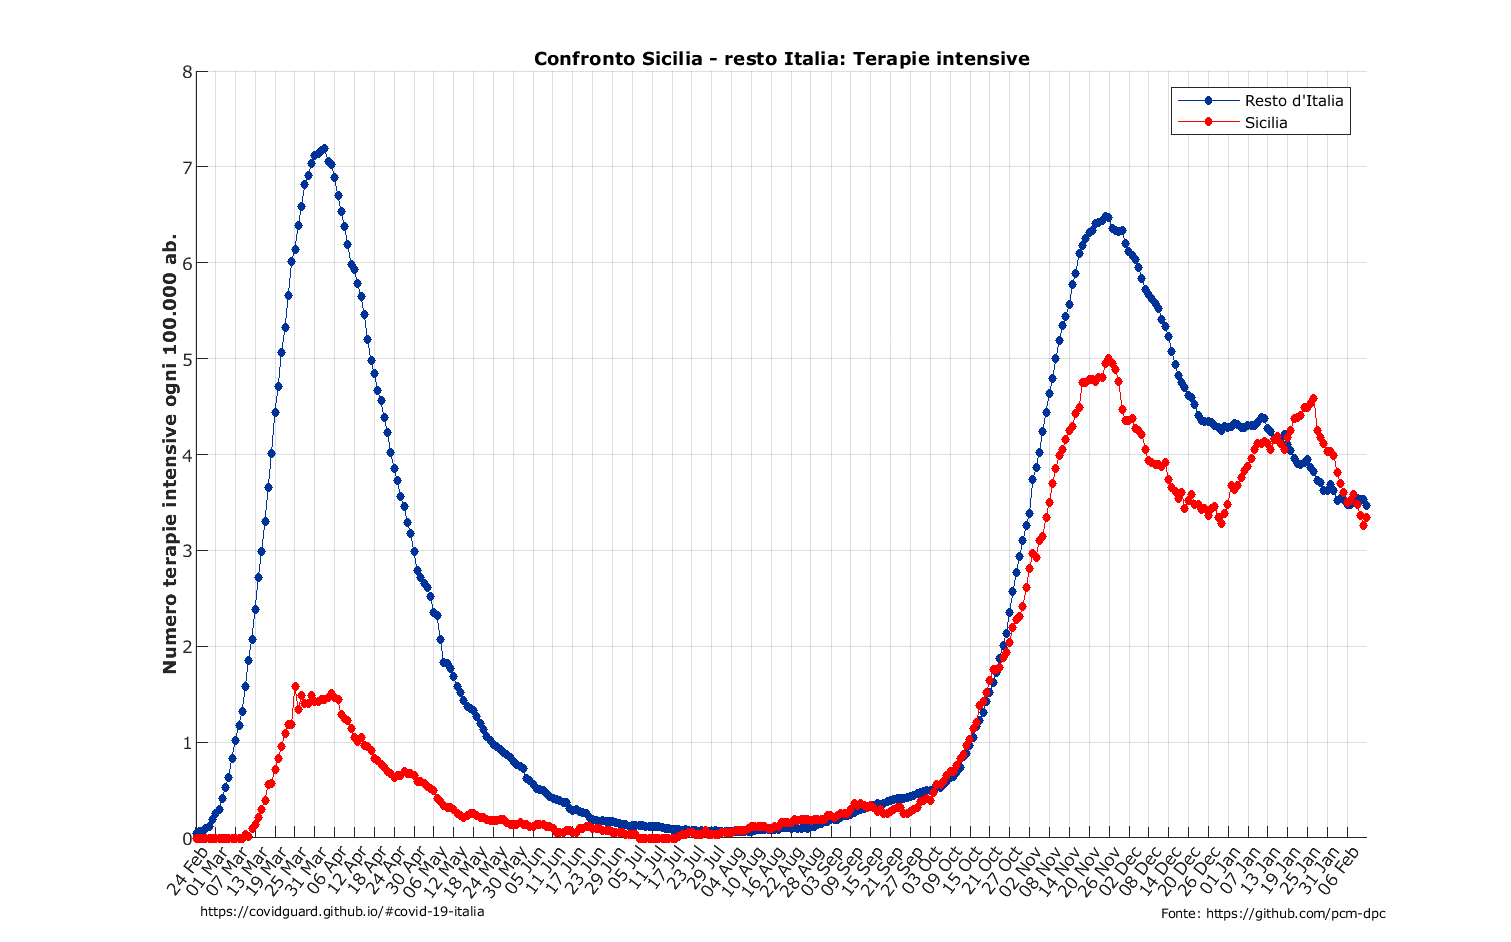 Confronto Sicilia - resto Italia: Terapie intensive
Resto d'Italia
Sicilia
Numero terapie intensive ogni 100.000 ab.
8
7
6
5
4
3
2
1
0
24 Feb
01 Mar
07 Mar
13 Mar
19 Mar
25 Mar
31 Mar
06 Apr
12 Apr
18 Apr
24 Apr
30 Apr
06 May
12 May
18 May
24 May
30 May
05 Jun
11 Jun
17 Jun
23 Jun
29 Jun
05 Jul
11 Jul
17 Jul
23 Jul
29 Jul
04 Aug
10 Aug
16 Aug
22 Aug
28 Aug
03 Sep
09 Sep
15 Sep
21 Sep
27 Sep
03 Oct
09 Oct
15 Oct
21 Oct
27 Oct
02 Nov
08 Nov
14 Nov
20 Nov
26 Nov
02 Dec
08 Dec
14 Dec
20 Dec
26 Dec
01 Jan
07 Jan
13 Jan
19 Jan
25 Jan
31 Jan
06 Feb
https://covidguard.github.io/#covid-19-italia
Fonte: https://github.com/pcm-dpc